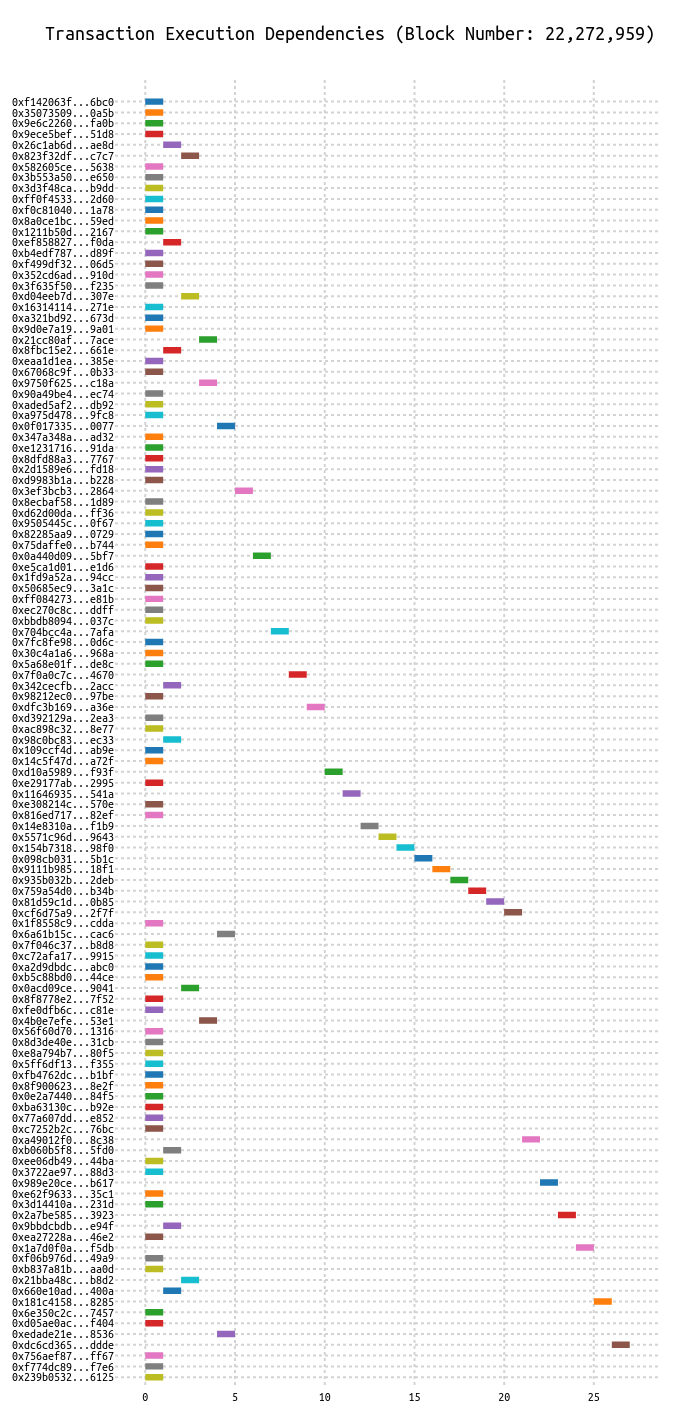 Transaction Execution Dependencies (Block Number: 22,272,959)
0xf142063f...6bc0
0x35073509...0a5b
0x9e6c2260...fa0b
0x9ece5bef...51d8
0x26c1ab6d...ae8d
0x823f32df...c7c7
0x582605ce...5638
0x3b553a50...e650
0x3d3f48ca...b9dd
0xff0f4533...2d60
0xf0c81040...1a78
0x8a0ce1bc...59ed
0x1211b50d...2167
0xef858827...f0da
0xb4edf787...d89f
0xf499df32...06d5
0x352cd6ad...910d
0x3f635f50...f235
0xd04eeb7d...307e
0x16314114...271e
0xa321bd92...673d
0x9d0e7a19...9a01
0x21cc80af...7ace
0x8fbc15e2...661e
0xeaa1d1ea...385e
0x67068c9f...0b33
0x9750f625...c18a
0x90a49be4...ec74
0xaded5af2...db92
0xa975d478...9fc8
0x0f017335...0077
0x347a348a...ad32
0xe1231716...91da
0x8dfd88a3...7767
0x2d1589e6...fd18
0xd9983b1a...b228
0x3ef3bcb3...2864
0x8ecbaf58...1d89
0xd62d00da...ff36
0x9505445c...0f67
0x82285aa9...0729
0x75daffe0...b744
0x0a440d09...5bf7
0xe5ca1d01...e1d6
0x1fd9a52a...94cc
0x50685ec9...3a1c
0xff084273...e81b
0xec270c8c...ddff
0xbbdb8094...037c
0x704bcc4a...7afa
0x7fc8fe98...0d6c
0x30c4a1a6...968a
0x5a68e01f...de8c
0x7f0a0c7c...4670
0x342cecfb...2acc
0x98212ec0...97be
0xdfc3b169...a36e
0xd392129a...2ea3
0xac898c32...8e77
0x98c0bc83...ec33
0x109ccf4d...ab9e
0x14c5f47d...a72f
0xd10a5989...f93f
0xe29177ab...2995
0x11646935...541a
0xe308214c...570e
0x816ed717...82ef
0x14e8310a...f1b9
0x5571c96d...9643
0x154b7318...98f0
0x098cb031...5b1c
0x9111b985...18f1
0x935b032b...2deb
0x759a54d0...b34b
0x81d59c1d...0b85
0xcf6d75a9...2f7f
0x1f8558c9...cdda
0x6a61b15c...cac6
0x7f046c37...b8d8
0xc72afa17...9915
0xa2d9dbdc...abc0
0xb5c88bd0...44ce
0x0acd09ce...9041
0x8f8778e2...7f52
0xfe0dfb6c...c81e
0x4b0e7efe...53e1
0x56f60d70...1316
0x8d3de40e...31cb
0xe8a794b7...80f5
0x5ff6df13...f355
0xfb4762dc...b1bf
0x8f900623...8e2f
0x0e2a7440...84f5
0xba63130c...b92e
0x77a607dd...e852
0xc7252b2c...76bc
0xa49012f0...8c38
0xb060b5f8...5fd0
0xee06db49...44ba
0x3722ae97...88d3
0x989e20ce...b617
0xe62f9633...35c1
0x3d14410a...231d
0x2a7be585...3923
0x9bbdcbdb...e94f
0xea27228a...46e2
0x1a7d0f0a...f5db
0xf06b976d...49a9
0xb837a81b...aa0d
0x21bba48c...b8d2
0x660e10ad...400a
0x181c4158...8285
0x6e350c2c...7457
0xd05ae0ac...f404
0xedade21e...8536
0xdc6cd365...ddde
0x756aef87...ff67
0xf774dc89...f7e6
0x239b0532...6125
0 5 10 15 20 25